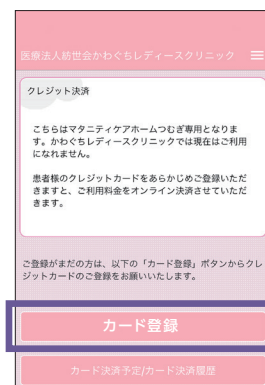 医療法人紡世会かわぐちレディースクリニック
クレジット決済
こちらはマタニティケアホームつむぎ専用となりま
す。かわぐちレディースクリニックでは現在はご利用
になれません。
患者様のクレジットカードをあらかじめご登録いただ
きますと、ご利用料金をオンライン決済させていただ
きます。
ご登録がまだの方は、以下の「カード登録」ボタンからクレ
ジットカードのご登録をお願いいたします。
カード登録
カード決済予定/カード決済履歴